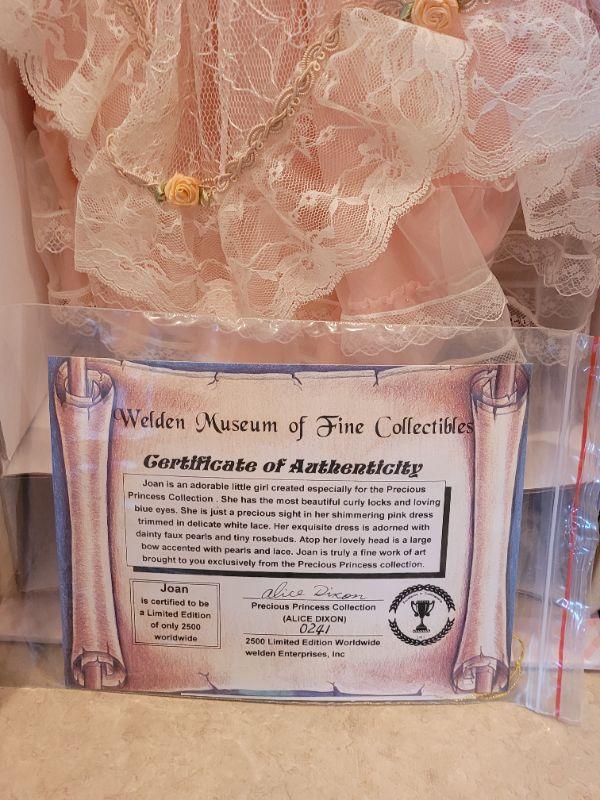 Welden Museum of Fine Collectibles
Certificate of Authenticity
Joan is an adorable little girl created especially for the Precious
Princess Collection . She has the most beautiful curly locks and loving
blue eyes. She is just a precious sight in her shimmering pink dress
trimmed in delicate white lace. Her exquisite dress is adorned with
dainty faux pearls and tiny rosebuds. Atop her lovely head is a large
bow accented with pearls and lace. Joan is truly a fine work of art
brought to you exclusively from the Precious Princess collection.
Joan
is certified to be
a Limited Edition
of only 2500
worldwide
Alice Dixon
Precious Princess Collection
(ALICE DIXON)
0241
2500 Limited Edition Worldwide
welden Enterprises, Inc